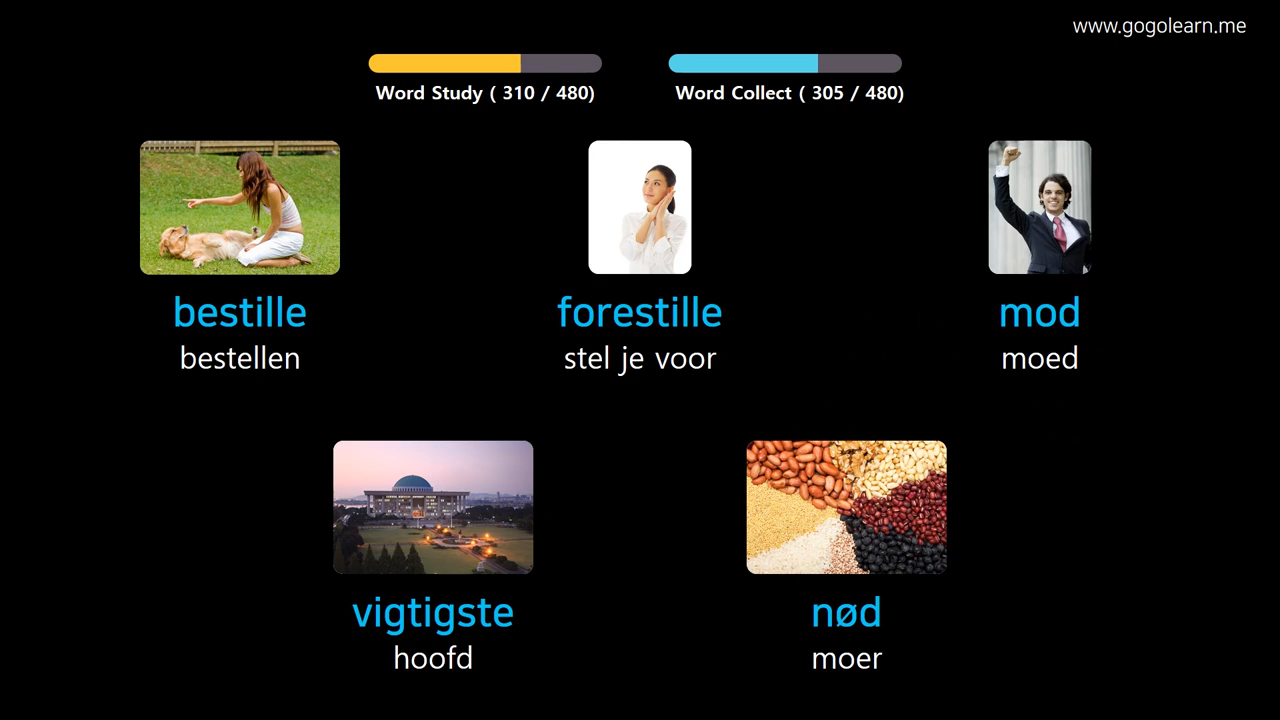 www.gogolearn.me
Word Study ( 310 / 480)
Word Collect ( 305 / 480)
bestille
bestellen
forestille
stel je voor
mod
moed
vigtigste
hoofd
nød
moer